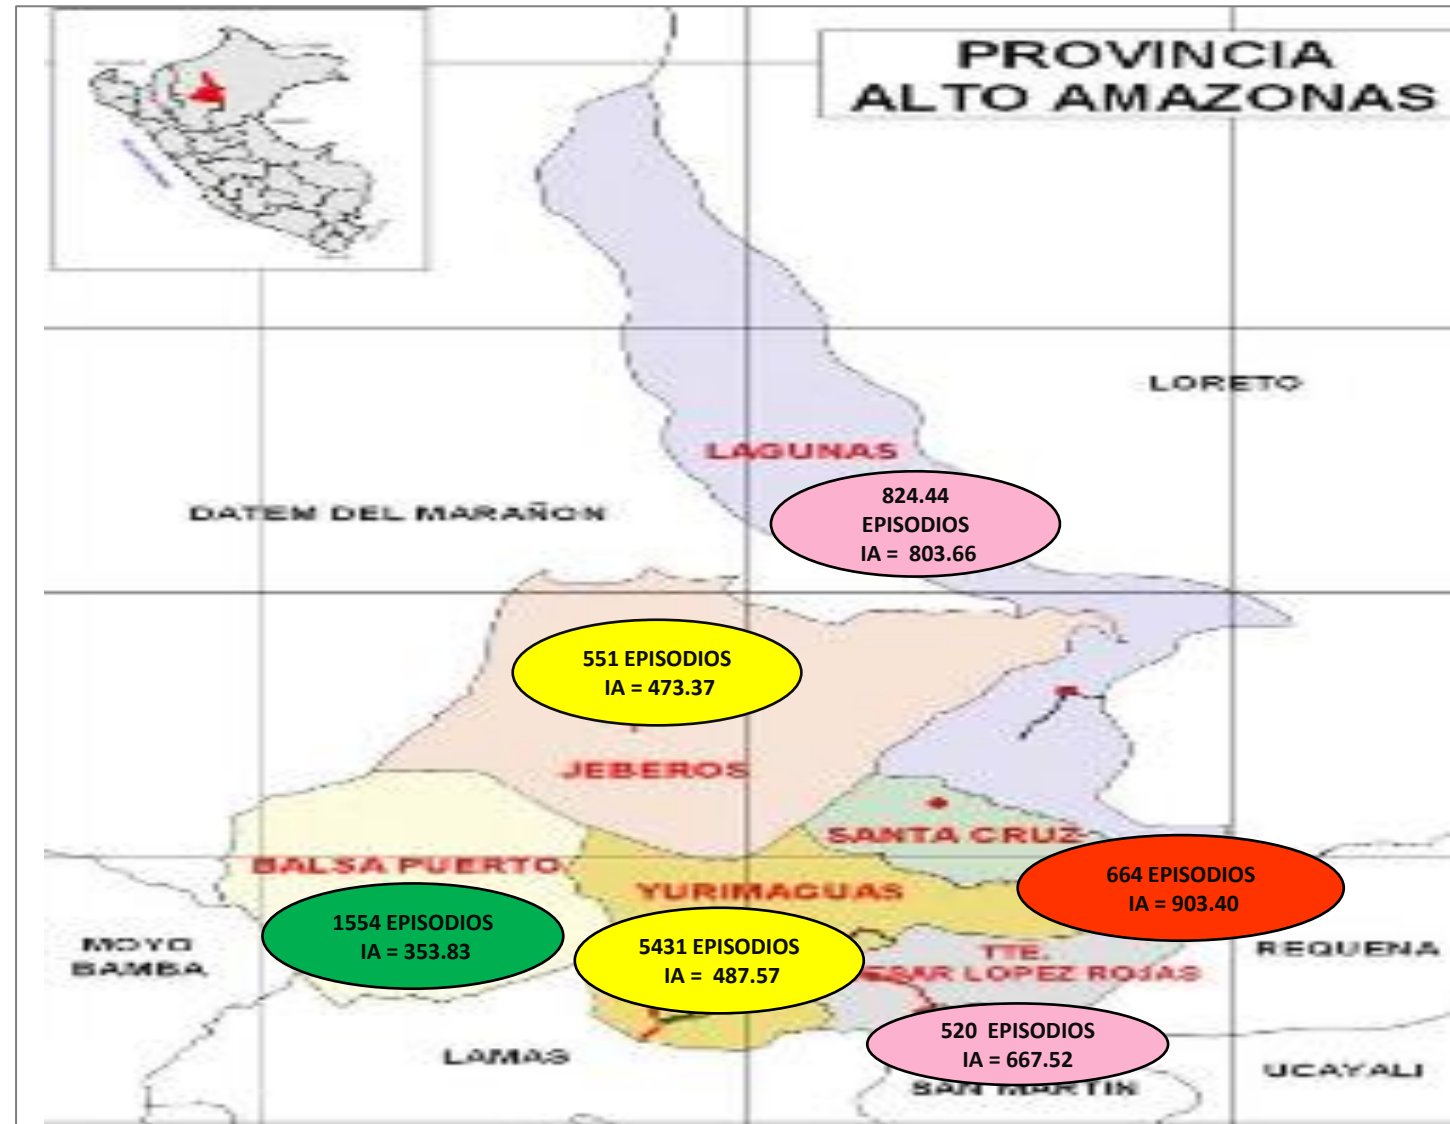 PROVINCIA
ALTO AMAZONAS
LORETO
LAGUNAS
824.44
EPISODIOS
IA = 803.66
DATEM DEL MARAÑON
551 EPISODIOS
IA = 473.37
JEBEROS
SANTA CRUZ
BALSA PUERTO
YURIMAGUAS
664 EPISODIOS
IA = 903.40
1554 EPISODIOS
IA = 353.83
5431 EPISODIOS
IA = 487.57
MOYO
BAMBA
TTE.
ESAR LOPEZ ROJAS
REQUENA
520 EPISODIOS
IA = 667.52
LAMAS
SAN MARTIN
UCAYALI